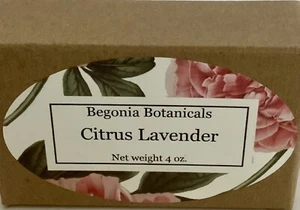 Begonia Botanicals
Citrus Lavender
Net weight 4 oz.